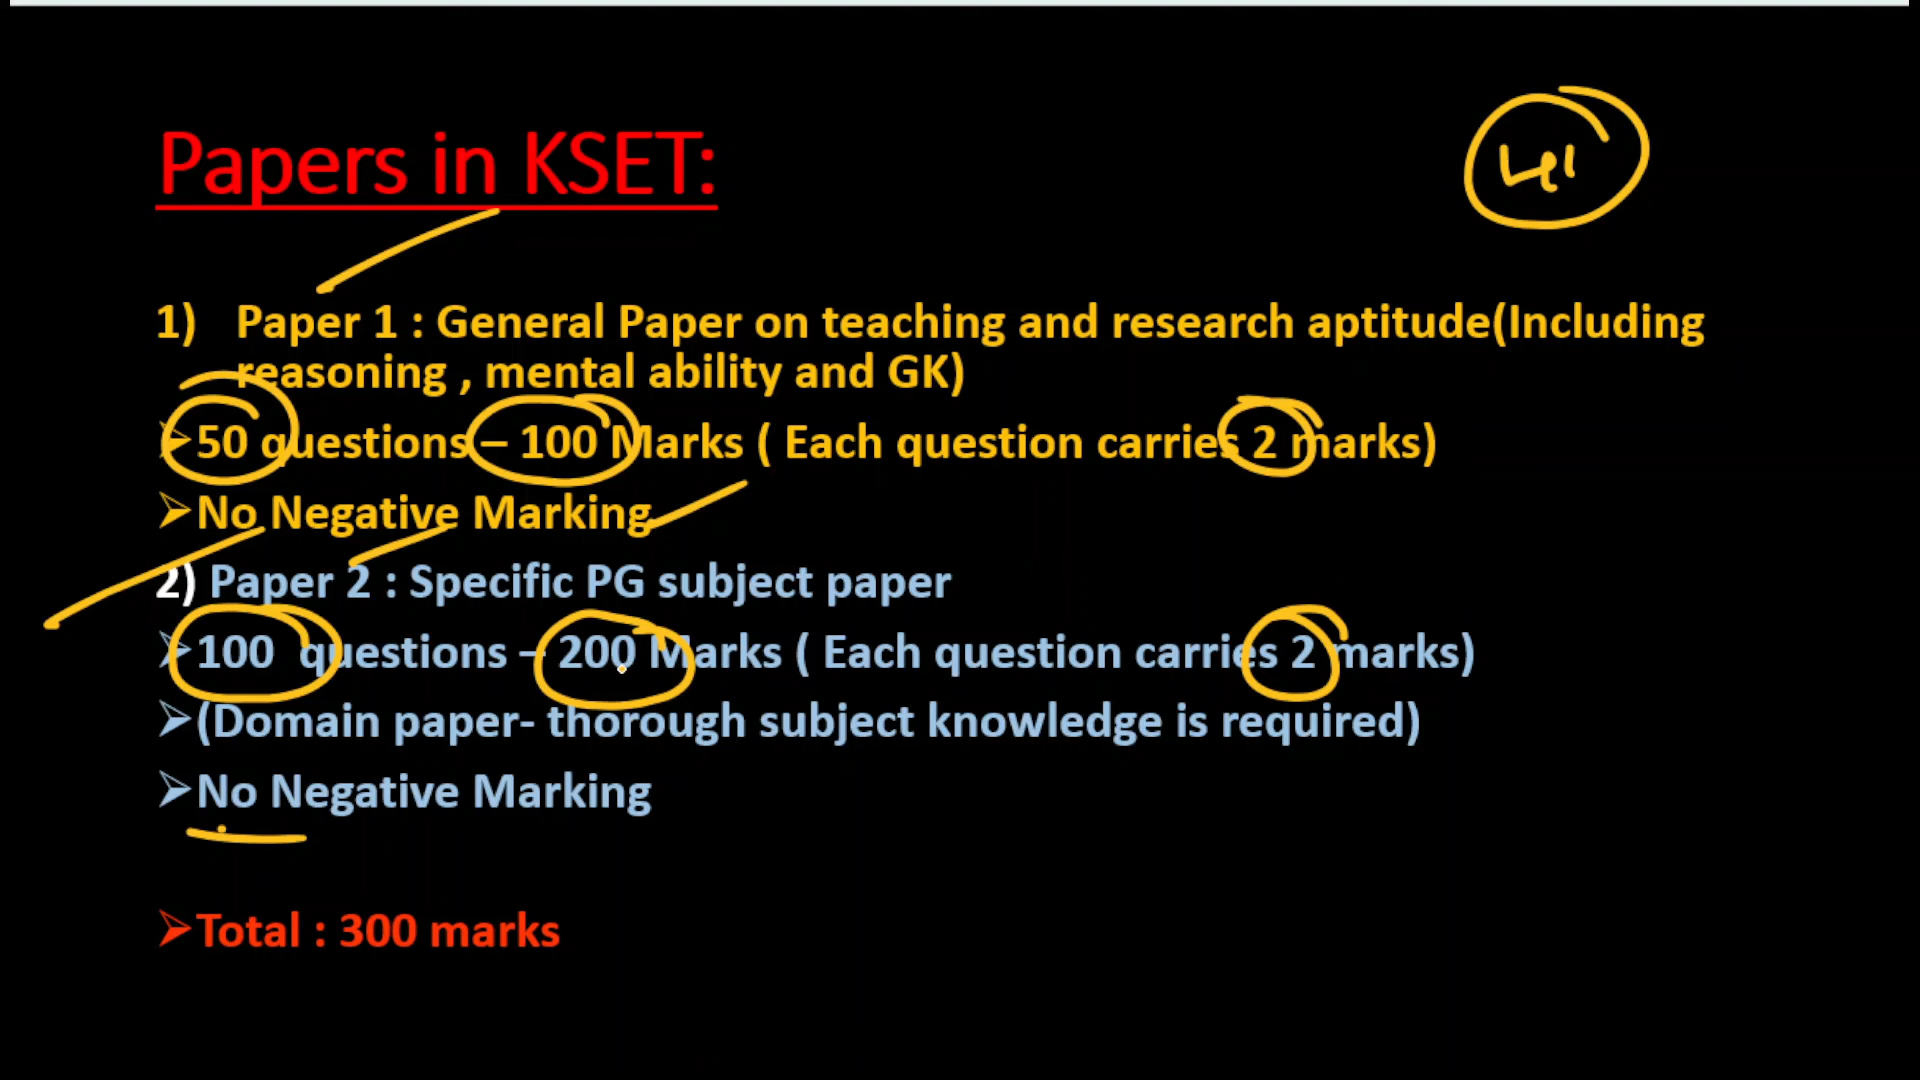 Papers in KSET:
41
1) Paper 1 : General Paper on teaching and research aptitude(Including
reasoning , mental ability and GK)
➢50 questions – 100 Marks ( Each question carries 2 marks)
➢No Negative Marking
2) Paper 2 : Specific PG subject paper
➢100 questions – 200 Marks ( Each question carries 2 marks)
➢(Domain paper- thorough subject knowledge is required)
➢No Negative Marking
➢Total : 300 marks